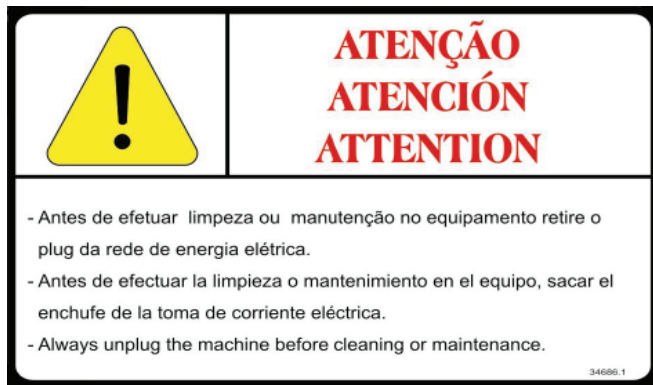 ATENÇÃO
ATENCIÓN
ATTENTION
- Antes de efetuar limpeza ou manutenção no equipamento retire o
plug da rede de energia elétrica.
- Antes de efectuar la limpieza o mantenimiento en el equipo, sacar el
enchufe de la toma de corriente eléctrica.
- Always unplug the machine before cleaning or maintenance.
34686.1